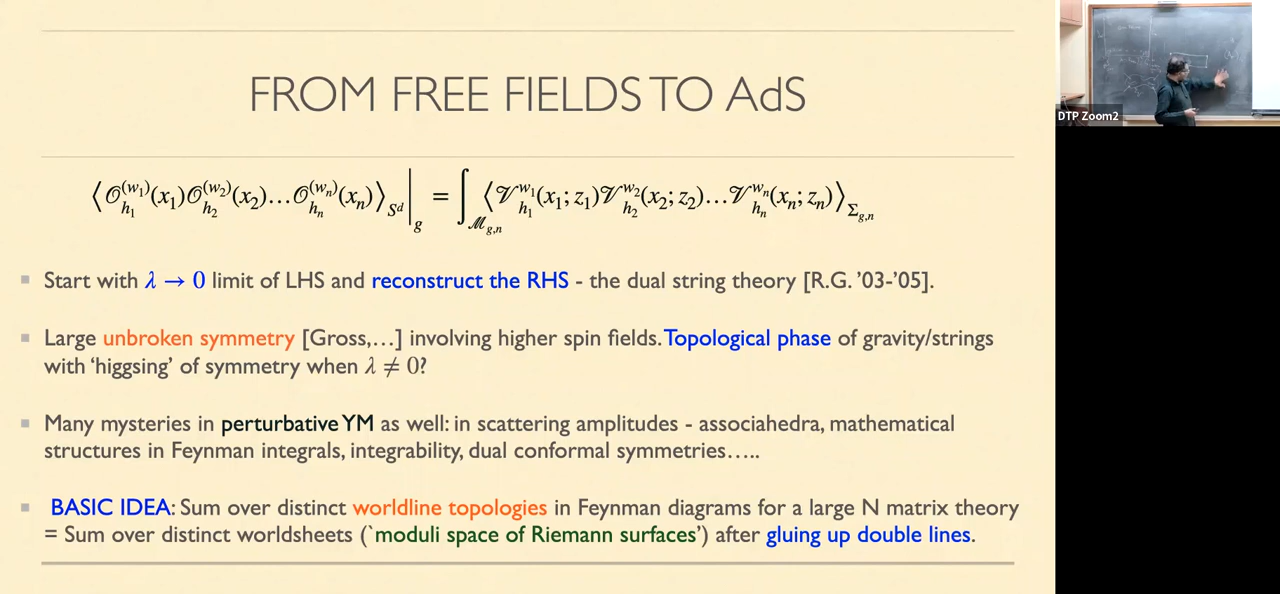 FROM FREE FIELDS TO AdS
⟨𝒪_{h_1}^{(w_1)}(x_1)𝒪_{h_2}^{(w_2)}(x_2)…𝒪_{h_n}^{(w_n)}(x_n)⟩_{S^d}|_g = ∫_{ℳ_{g,n}} ⟨𝒱_{h_1}^{w_1}(x_1; z_1)𝒱_{h_2}^{w_2}(x_2; z_2)…𝒱_{h_n}^{w_n}(x_n; z_n)⟩_{Σ_{g,n}}
Start with λ → 0 limit of LHS and reconstruct the RHS - the dual string theory [R.G. '03-'05].
Large unbroken symmetry [Gross,…] involving higher spin fields. Topological phase of gravity/strings
with 'higgsing' of symmetry when λ ≠ 0?
Many mysteries in perturbative YM as well: in scattering amplitudes - associahedra, mathematical
structures in Feynman integrals, integrability, dual conformal symmetries…..
BASIC IDEA: Sum over distinct worldline topologies in Feynman diagrams for a large N matrix theory
= Sum over distinct worldsheets (`moduli space of Riemann surfaces') after gluing up double lines.
DTP Zoom2